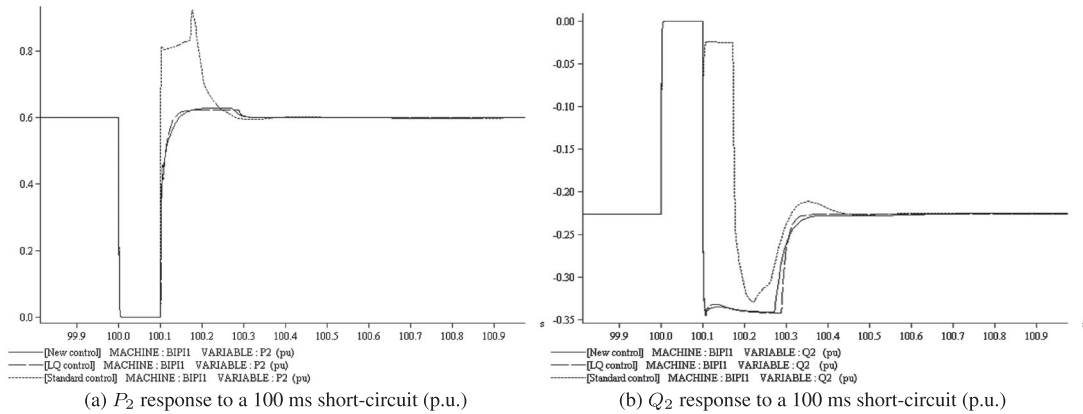 0.8
0.6
0.4
0.2
0.0
99.9 100.0 100.1 100.2 100.3 100.4 100.5 100.6 100.7 100.8 100.9
s
[New control] MACHINE : BIPI1 VARIABLE : P2 (pu)
[LQ control] MACHINE : BIPI1 VARIABLE : P2 (pu)
[Standard control] MACHINE : BIPI1 VARIABLE : P2 (pu)
(a) P2 response to a 100 ms short-circuit (p.u.)
0.00
-0.05
-0.10
-0.15
-0.20
-0.25
-0.30
-0.35
99.9 100.0 100.1 100.2 100.3 100.4 100.5 100.6 100.7 100.8 100.9
[New control] MACHINE : BIPI1 VARIABLE : Q2 (pu)
[LQ control] MACHINE : BIPI1 VARIABLE : Q2 (pu)
[Standard control] MACHINE : BIPI1 VARIABLE : Q2 (pu)
(b) Q2 response to a 100 ms short-circuit (p.u.)